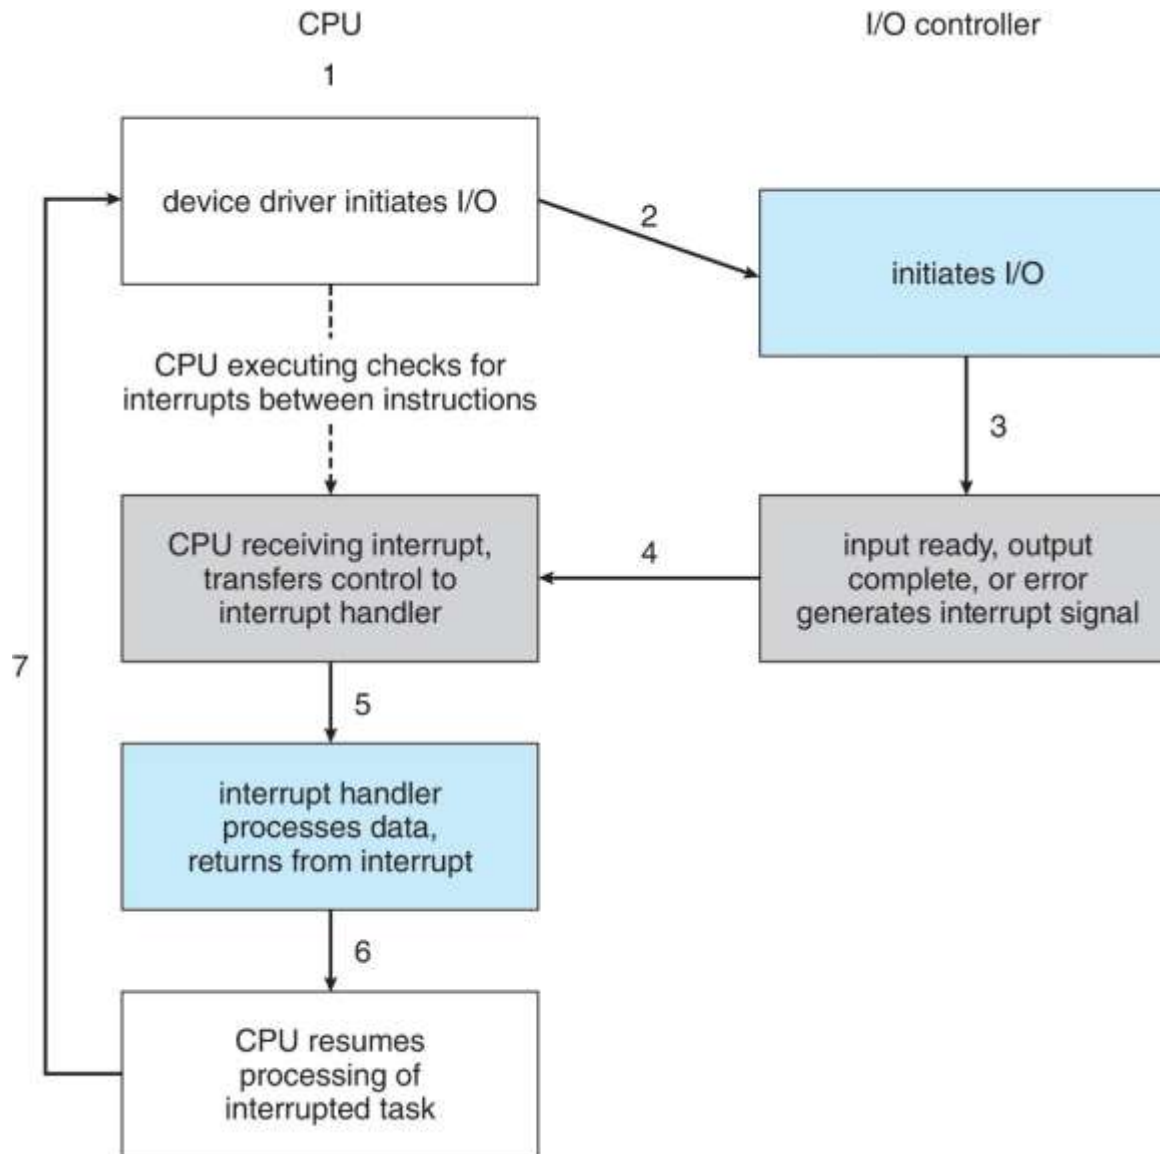 CPU
I/O controller
1
device driver initiates I/O
2
initiates I/O
CPU executing checks for
interrupts between instructions
3
CPU receiving interrupt,
transfers control to
interrupt handler
4
input ready, output
complete, or error
generates interrupt signal
7
5
interrupt handler
processes data,
returns from interrupt
6
CPU resumes
processing of
interrupted task